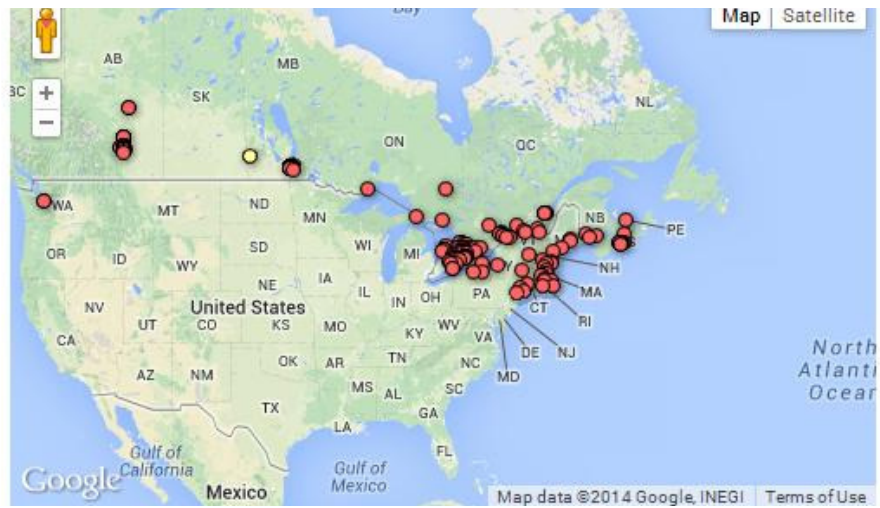 Bay
Map
Satellite
AB
MB
SK
BC
+
−
NL
ON
QC
WA
MT
ND
MN
NB
PE
OR
ID
WY
SD
WI
MI
NH
NE
IA
IL
IN
OH
PA
MA
CT
RI
NV
UT
CO
United States
KS
MO
KY
WV
VA
CA
DE
NJ
MD
AZ
NM
OK
AR
TN
NC
MS
AL
SC
TX
GA
LA
FL
North
Atlanti
Ocear
Gulf of
California
Gulf of
Mexico
Google
Mexico
Map data ©2014 Google, INEGI
Terms of Use